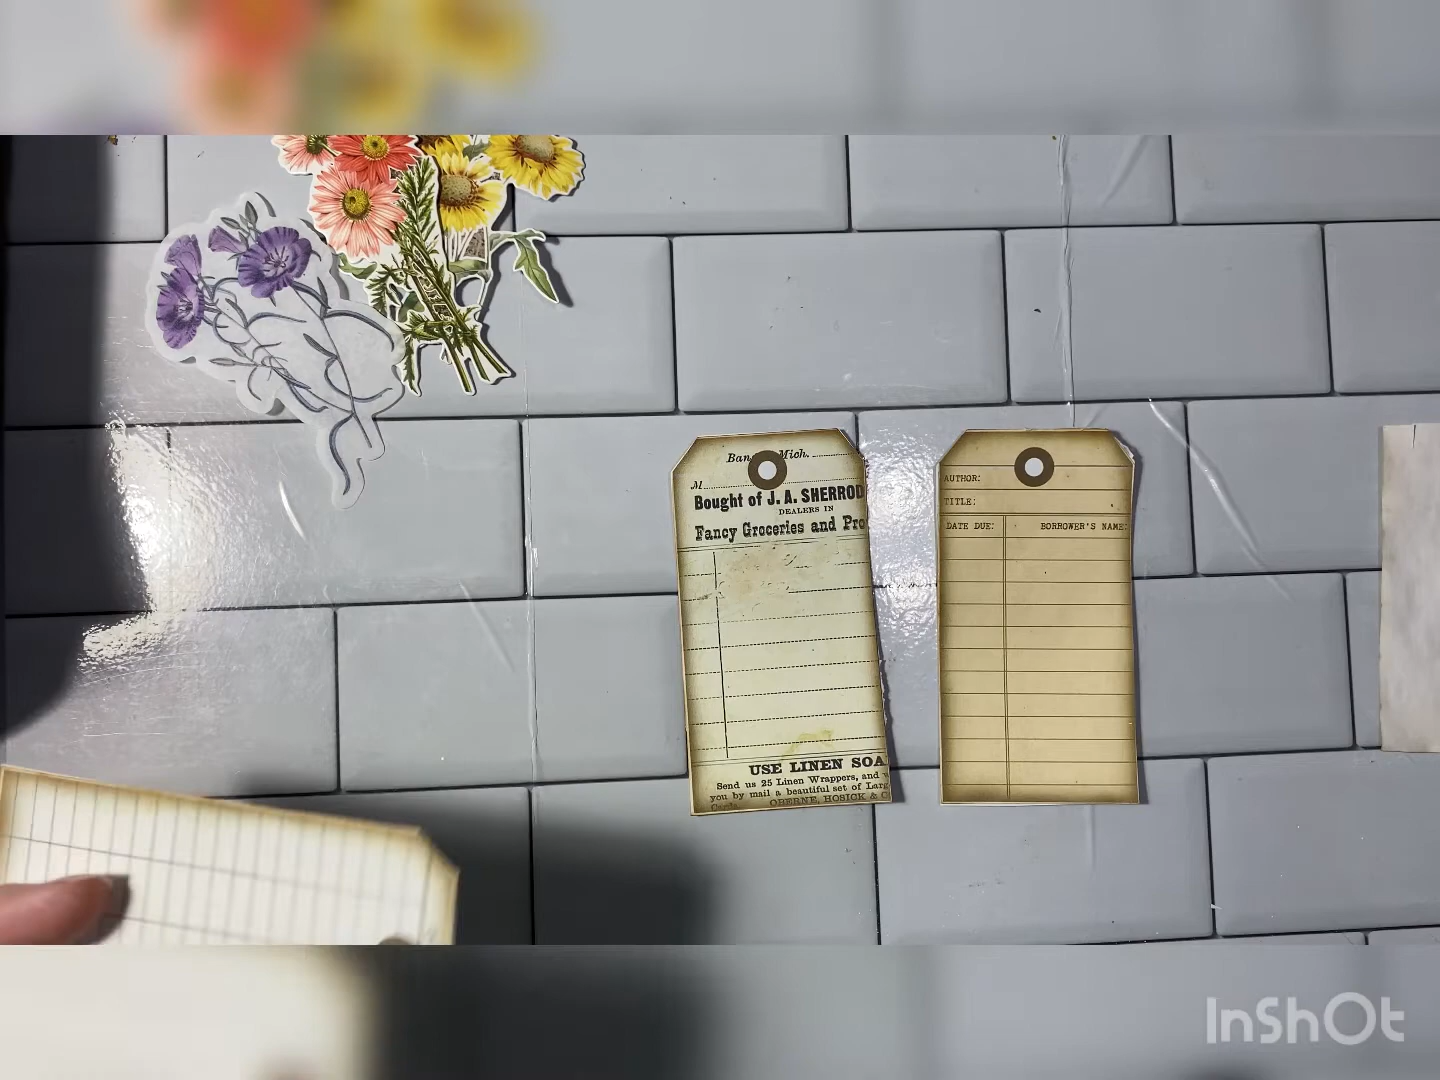 Mich.
M
Bought of J. A. SHERROD
DEALERS IN
Fancy Groceries and Pro
USE LINEN SOA
Send us 25 Linen Wrappers, and
you by mail a beautiful set of Larg
OBERNE, HOSICK & C
AUTHOR:
TITLE:
DATE DUE: BORROWER'S NAME:
InShOt